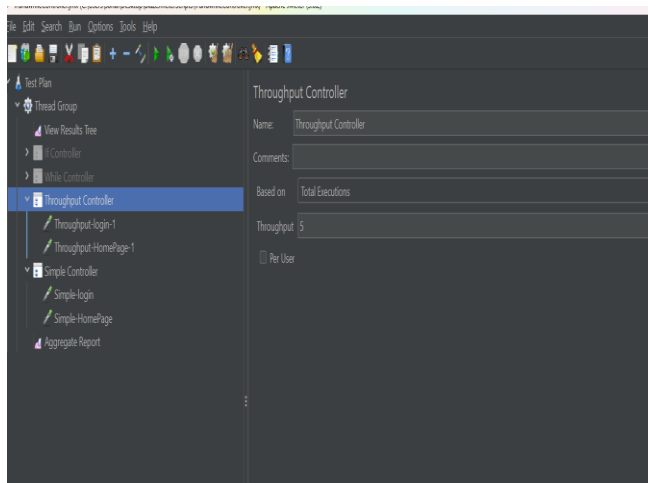 File Edit Search Run Options Tools Help
Test Plan
Thread Group
View Results Tree
If Controller
While Controller
Throughput Controller
Throughput-login-1
Throughput-HomePage-1
Simple Controller
Simple-login
Simple-HomePage
Aggregate Report
Throughput Controller
Name: Throughput Controller
Comments:
Based on Total Executions
Throughput 5
Per User